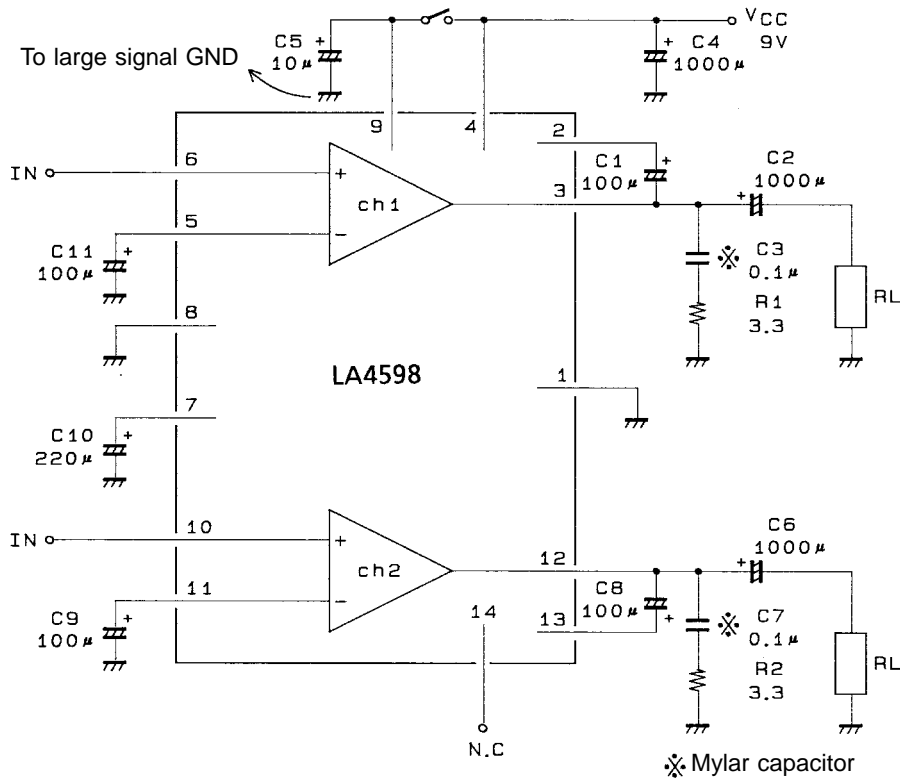 VCC
9V
C5
10μ
C4
1000μ
To large signal GND
9
4
2
IN
6
+
ch1
5
−
3
C1
100μ
C2
1000μ
C11
100μ
※
C3
0.1μ
R1
3.3
RL
8
LA4598
1
7
C10
220μ
IN
10
+
ch2
11
−
12
C8
100μ
13
14
C6
1000μ
C9
100μ
※
C7
0.1μ
R2
3.3
RL
N.C
※ Mylar capacitor